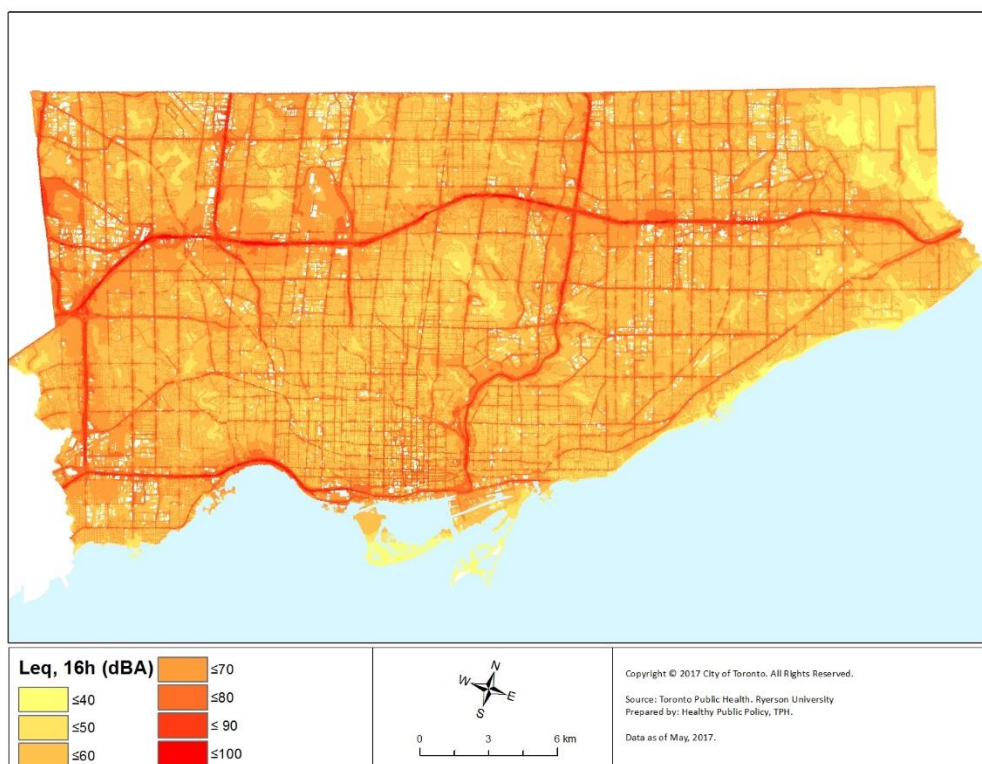 Leq, 16h (dBA)
≤40
≤50
≤60
≤70
≤80
≤ 90
≤100
N
W
E
S
0 3 6 km
Copyright © 2017 City of Toronto. All Rights Reserved.
Source: Toronto Public Health. Ryerson University
Prepared by: Healthy Public Policy, TPH.
Data as of May, 2017.